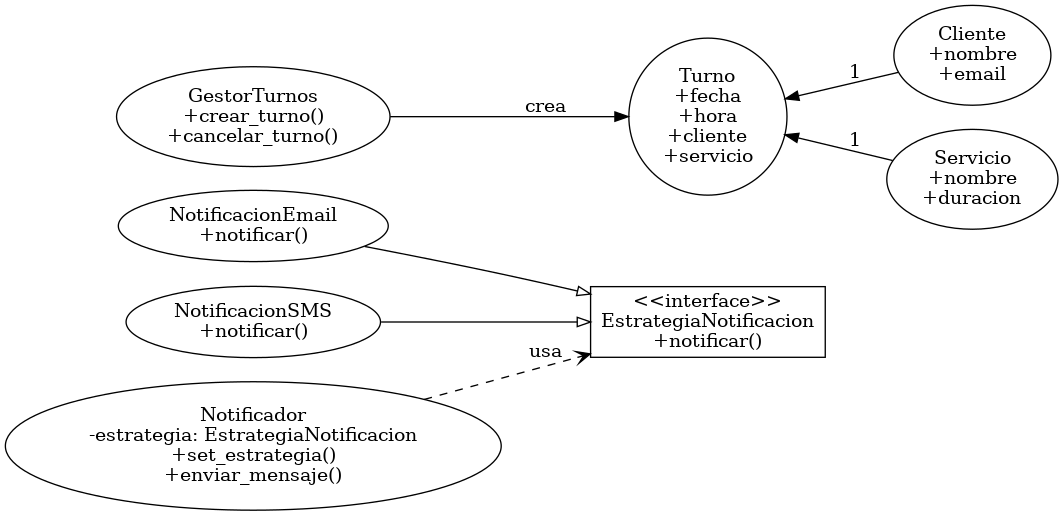 GestorTurnos
+crear_turno()
+cancelar_turno()
crea
Turno
+fecha
+hora
+cliente
+servicio
1
Cliente
+nombre
+email
1
Servicio
+nombre
+duracion
NotificacionEmail
+notificar()
NotificacionSMS
+notificar()
<<interface>>
EstrategiaNotificacion
+notificar()
usa
Notificador
-estrategia: EstrategiaNotificacion
+set_estrategia()
+enviar_mensaje()